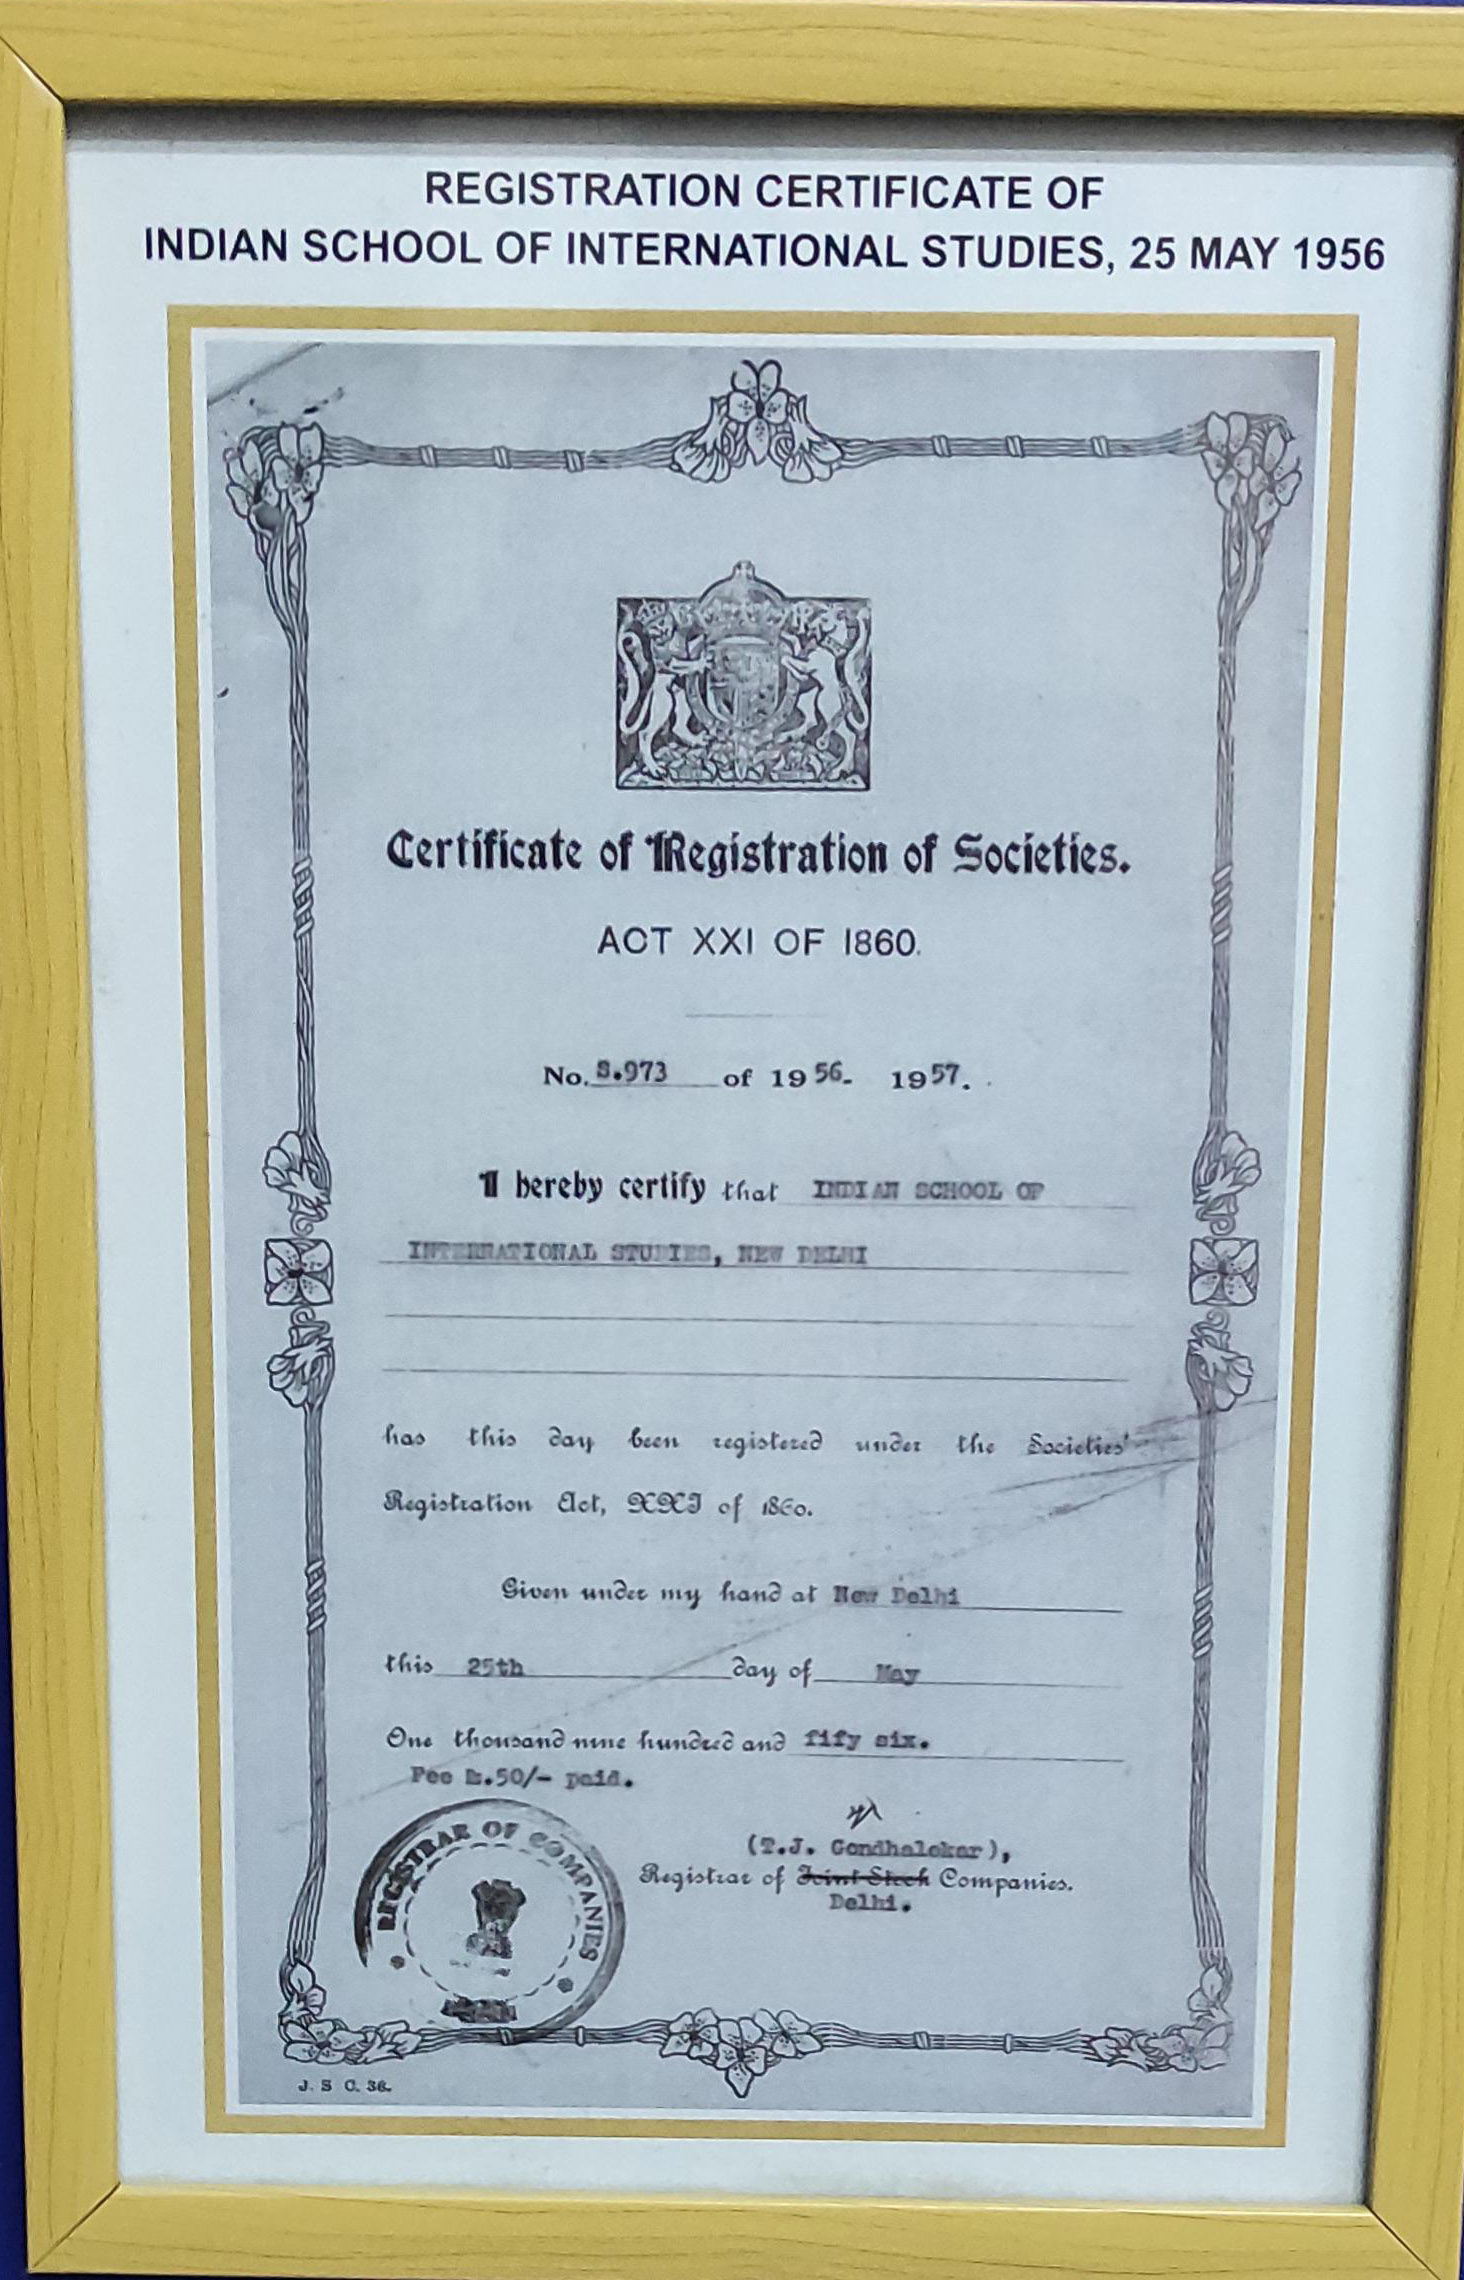 REGISTRATION CERTIFICATE OF
INDIAN SCHOOL OF INTERNATIONAL STUDIES, 25 MAY 1956
Certificate of Registration of Societies.
ACT XXI OF 1860.
No. S.973 of 1956- 1957.
I hereby certify that INDIAN SCHOOL OF
INTERNATIONAL STUDIES, NEW DELHI
has this day been registered under the Societies'
Registration Act, XXI of 1860.
Given under my hand at New Delhi
this 25th day of May
One thousand nine hundred and fify six.
Fee Rs.50/- paid.
(T.J. Gondhalekar),
Registrar of Joint Stock Companies.
Delhi.
REGISTRAR OF COMPANIES
J. S C. 36.